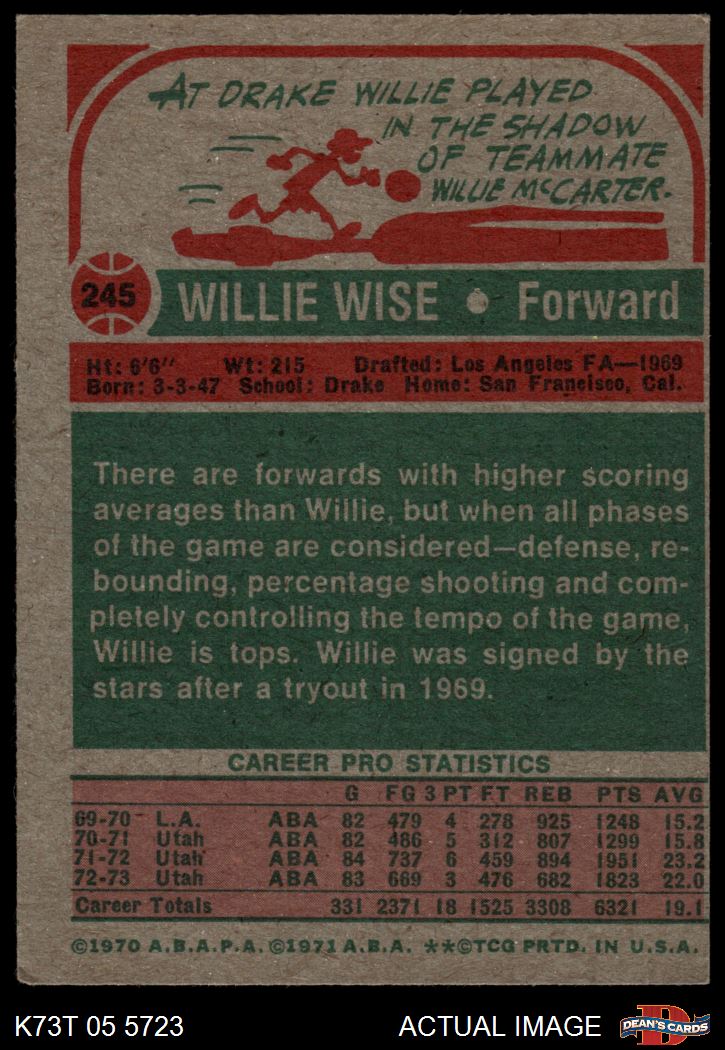 AT DRAKE WILLIE PLAYED
IN THE SHADOW
OF TEAMMATE
WILLIE McCARTER.
245 WILLIE WISE • Forward
Ht: 6'6" Wt: 215 Drafted: Los Angeles FA—1969
Born: 3-3-47 School: Drake Home: San Francisco, Cal.
There are forwards with higher scoring
averages than Willie, but when all phases
of the game are considered—defense, re-
bounding, percentage shooting and com-
pletely controlling the tempo of the game,
Willie is tops. Willie was signed by the
stars after a tryout in 1969.
CAREER PRO STATISTICS
G FG 3 PT FT REB PTS AVG
69-70 L.A. ABA 82 479 4 278 925 1248 15.2
70-71 Utah ABA 82 486 5 312 807 1299 15.8
71-72 Utah ABA 84 737 6 459 894 1951 23.2
72-73 Utah ABA 83 669 3 476 682 1823 22.0
Career Totals 331 2371 18 1525 3308 6321 19.1
©1970 A.B.A.P.A. ©1971 A.B.A. **©TCG PRTD. IN U.S.A.
K73T 05 5723 ACTUAL IMAGE DEAN'S CARDS